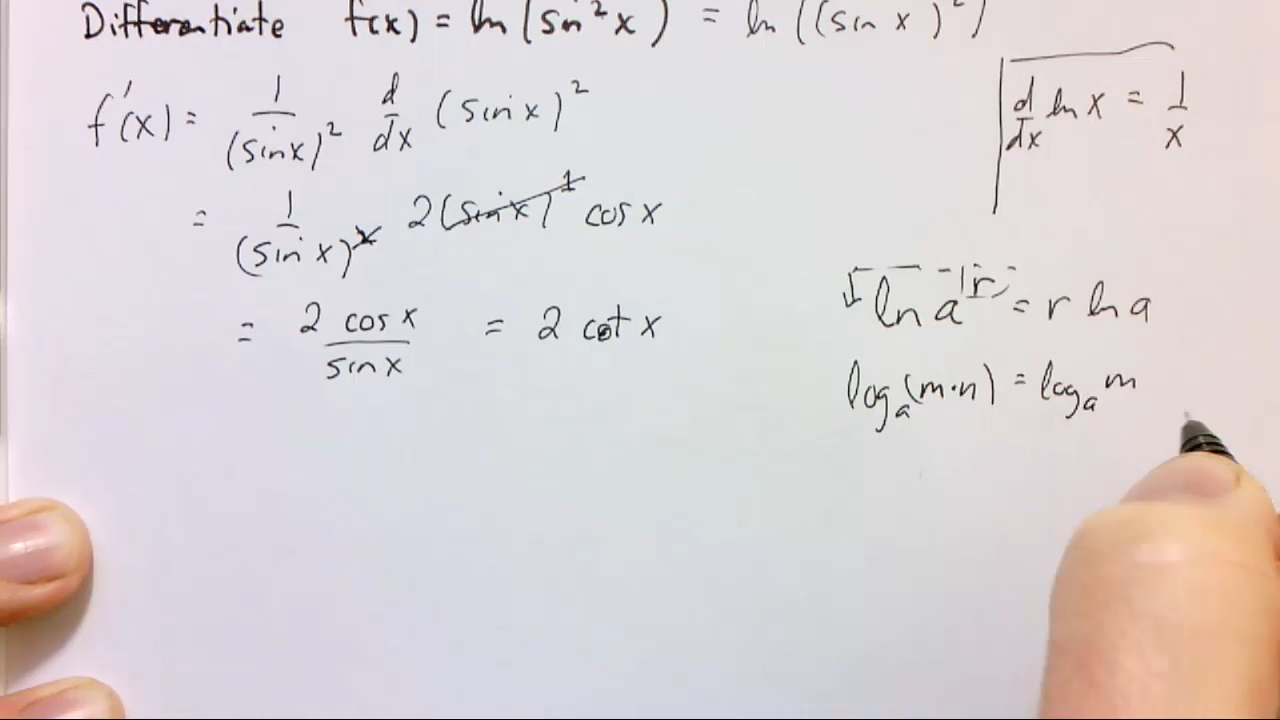 Differentiate f(x) = ln(sin²x) = ln((sin x)²)
f'(x) = 1/(sin x)² d/dx (sin x)²
= 1/(sin x)² 2(sin x)¹ cos x
= 2 cos x / sin x = 2 cot x
d/dx ln x = 1/x
ln a^r = r ln a
logₐ(m·n) = logₐ m